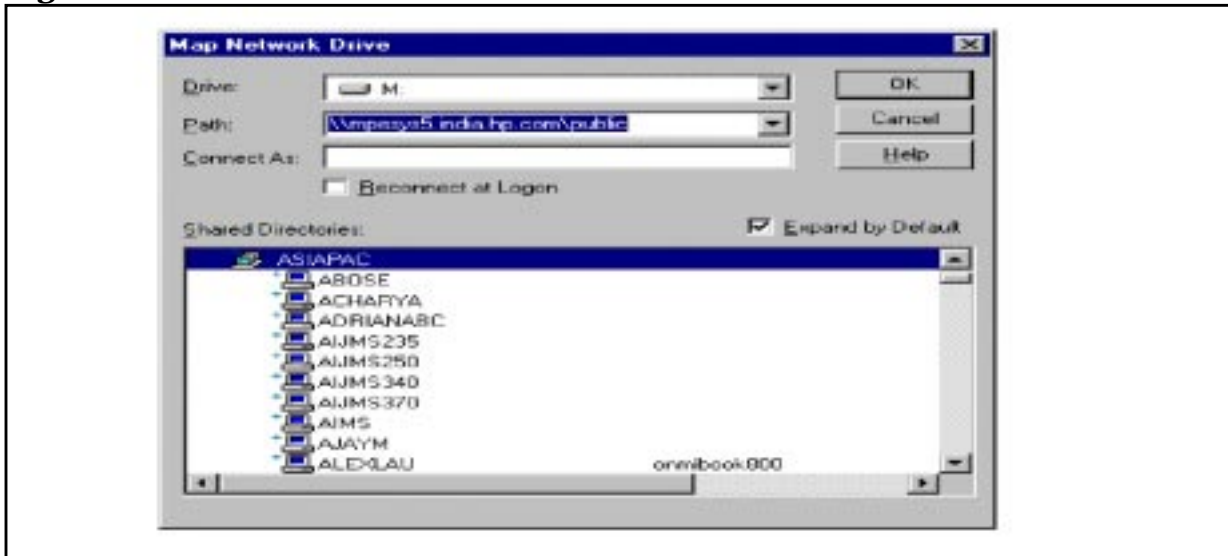 Map Network Drive
Drive: M: OK
Path: \\mpesys5.india.hp.com\public Cancel
Connect As: Help
Reconnect at Logon
Shared Directories: Expand by Default
ASIAPAC
ABOSE
ACHARYA
ADRIANABC
AIJMS235
AIJMS250
AIJMS340
AIJMS370
AIMS
AJAYM
ALEXLAU onmibook800